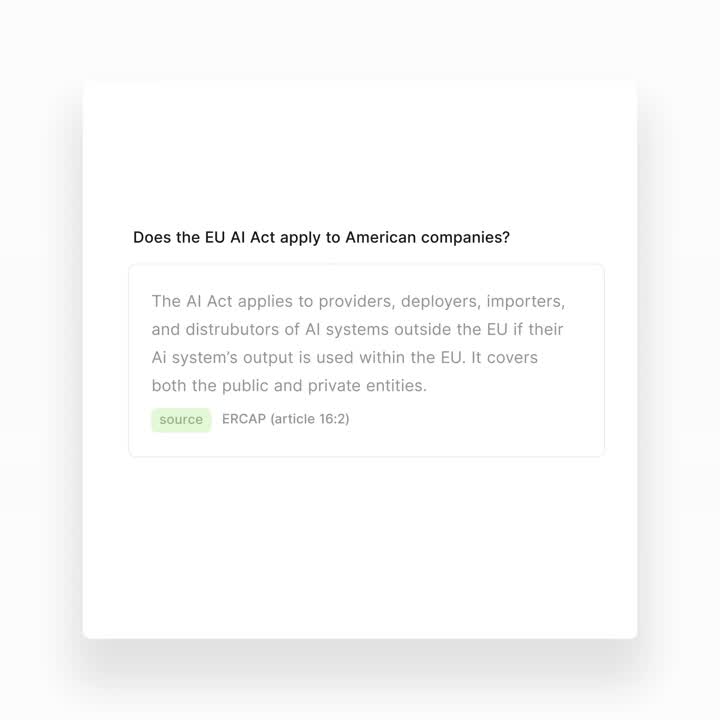 Does the EU AI Act apply to American companies?
The AI Act applies to providers, deployers, importers,
and distrubutors of AI systems outside the EU if their
Ai system’s output is used within the EU. It covers
both the public and private entities.
source ERCAP (article 16:2)